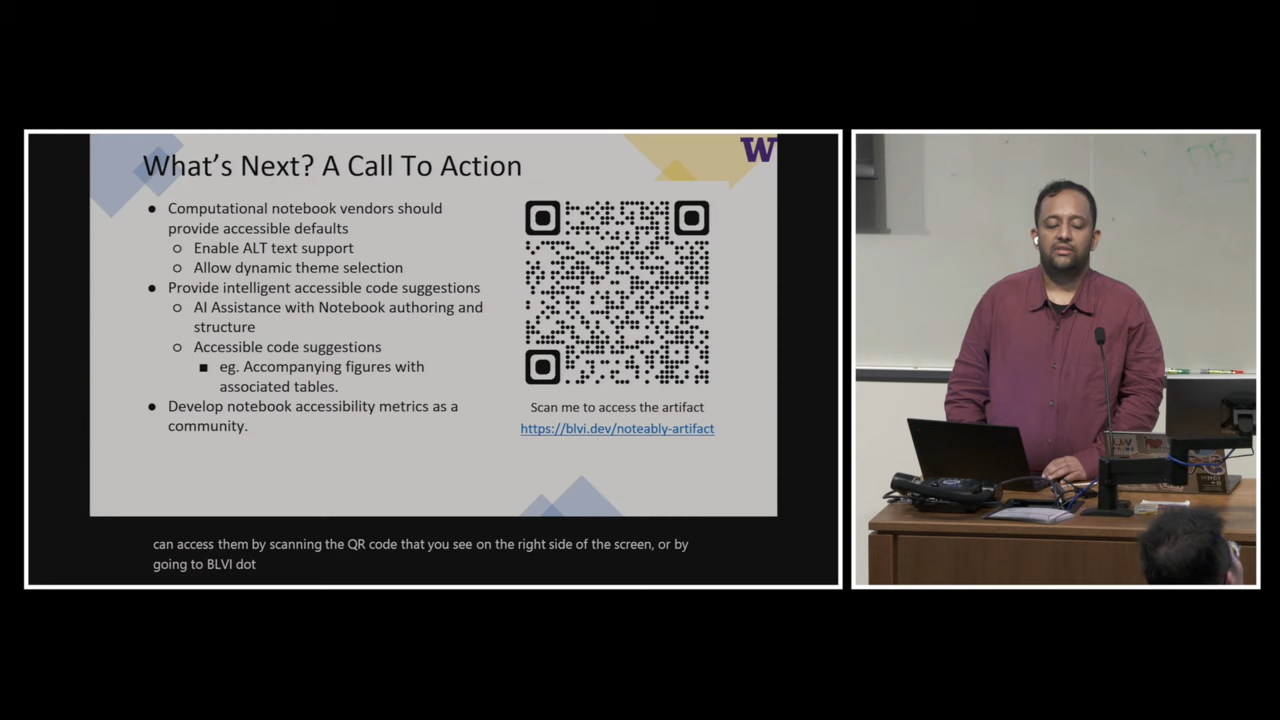 W
What's Next? A Call To Action
● Computational notebook vendors should
provide accessible defaults
○ Enable ALT text support
○ Allow dynamic theme selection
● Provide intelligent accessible code suggestions
○ AI Assistance with Notebook authoring and
structure
○ Accessible code suggestions
■ eg. Accompanying figures with
associated tables.
● Develop notebook accessibility metrics as a
community.
Scan me to access the artifact
https://blvi.dev/noteably-artifact
can access them by scanning the QR code that you see on the right side of the screen, or by
going to BLVI dot